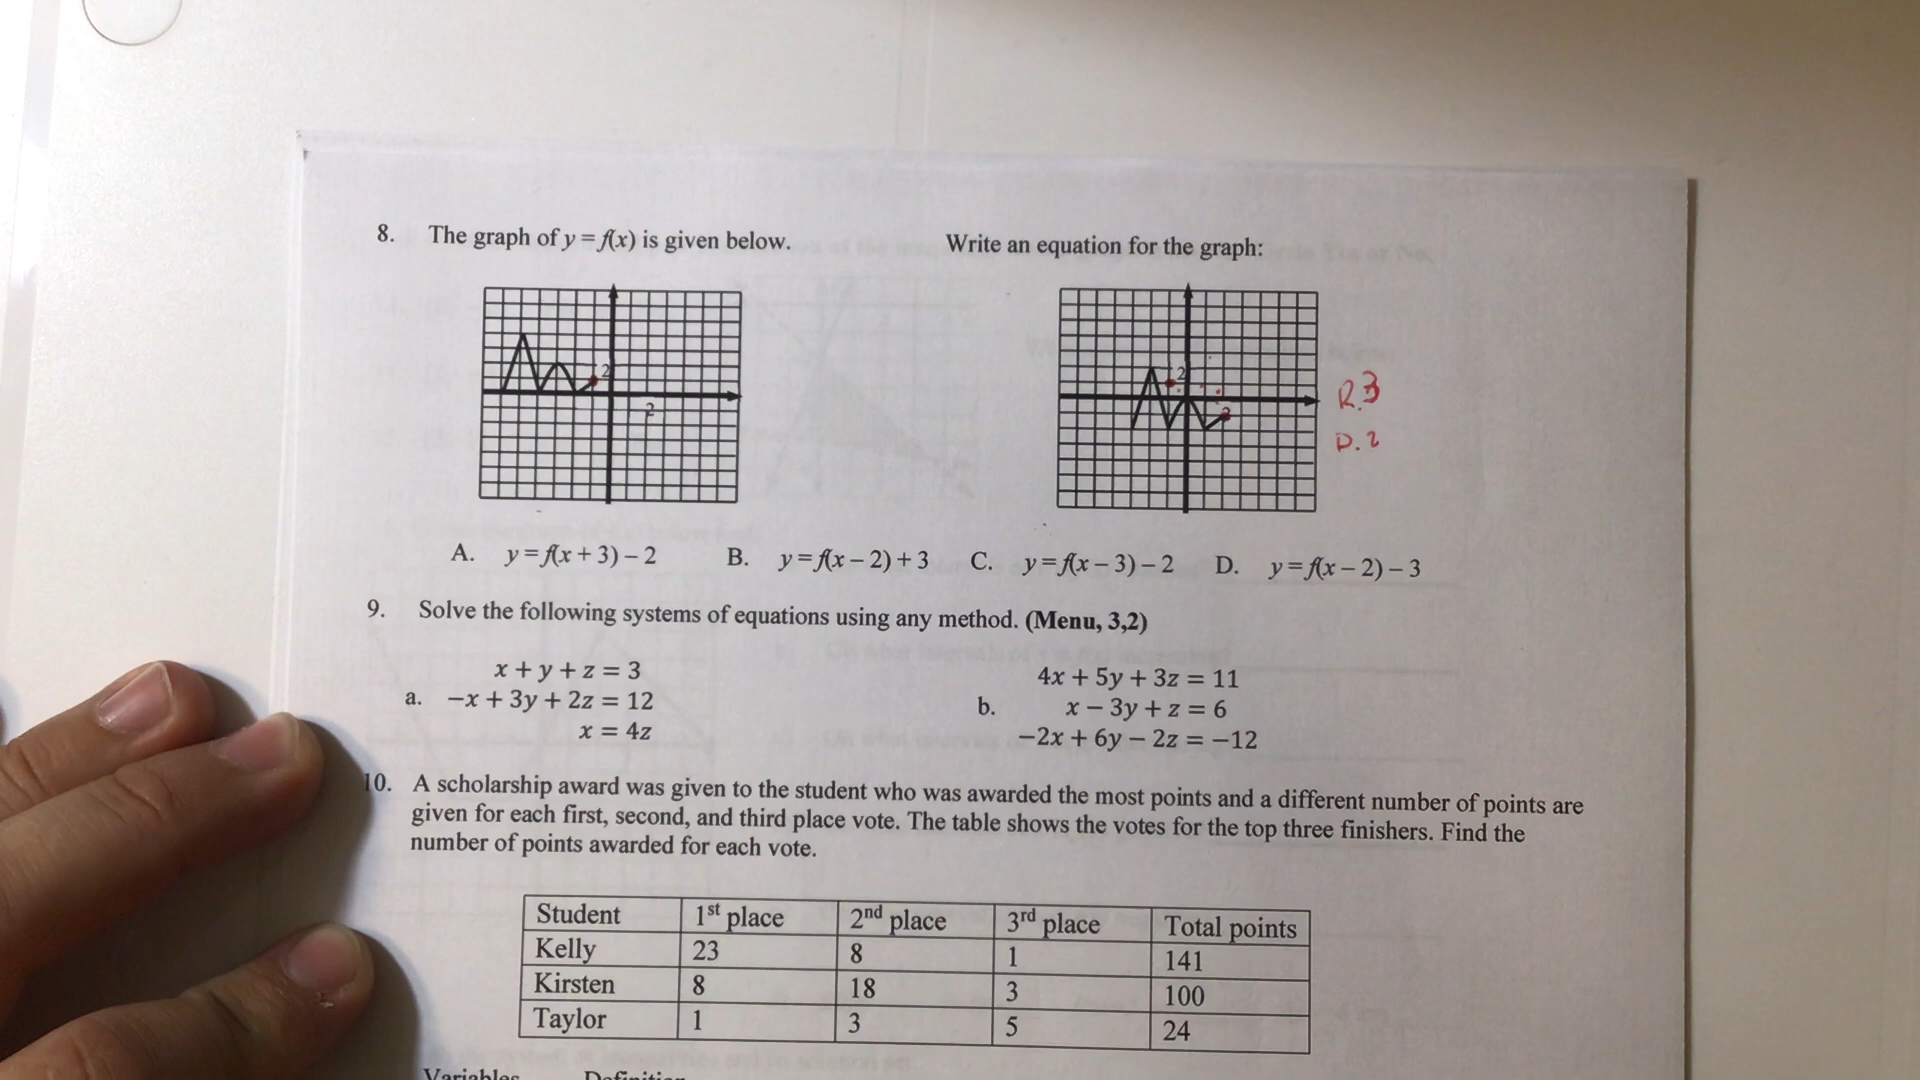 8. The graph of y = f(x) is given below. Write an equation for the graph:
2
2
2
2
R.3
D.2
A. y = f(x + 3) – 2 B. y = f(x – 2) + 3 C. y = f(x – 3) – 2 D. y = f(x – 2) – 3
9. Solve the following systems of equations using any method. (Menu, 3,2)
x + y + z = 3
a. −x + 3y + 2z = 12
x = 4z
4x + 5y + 3z = 11
b. x − 3y + z = 6
−2x + 6y − 2z = −12
10. A scholarship award was given to the student who was awarded the most points and a different number of points are
given for each first, second, and third place vote. The table shows the votes for the top three finishers. Find the
number of points awarded for each vote.
Student 1st place 2nd place 3rd place Total points
Kelly 23 8 1 141
Kirsten 8 18 3 100
Taylor 1 3 5 24
Variables Definition